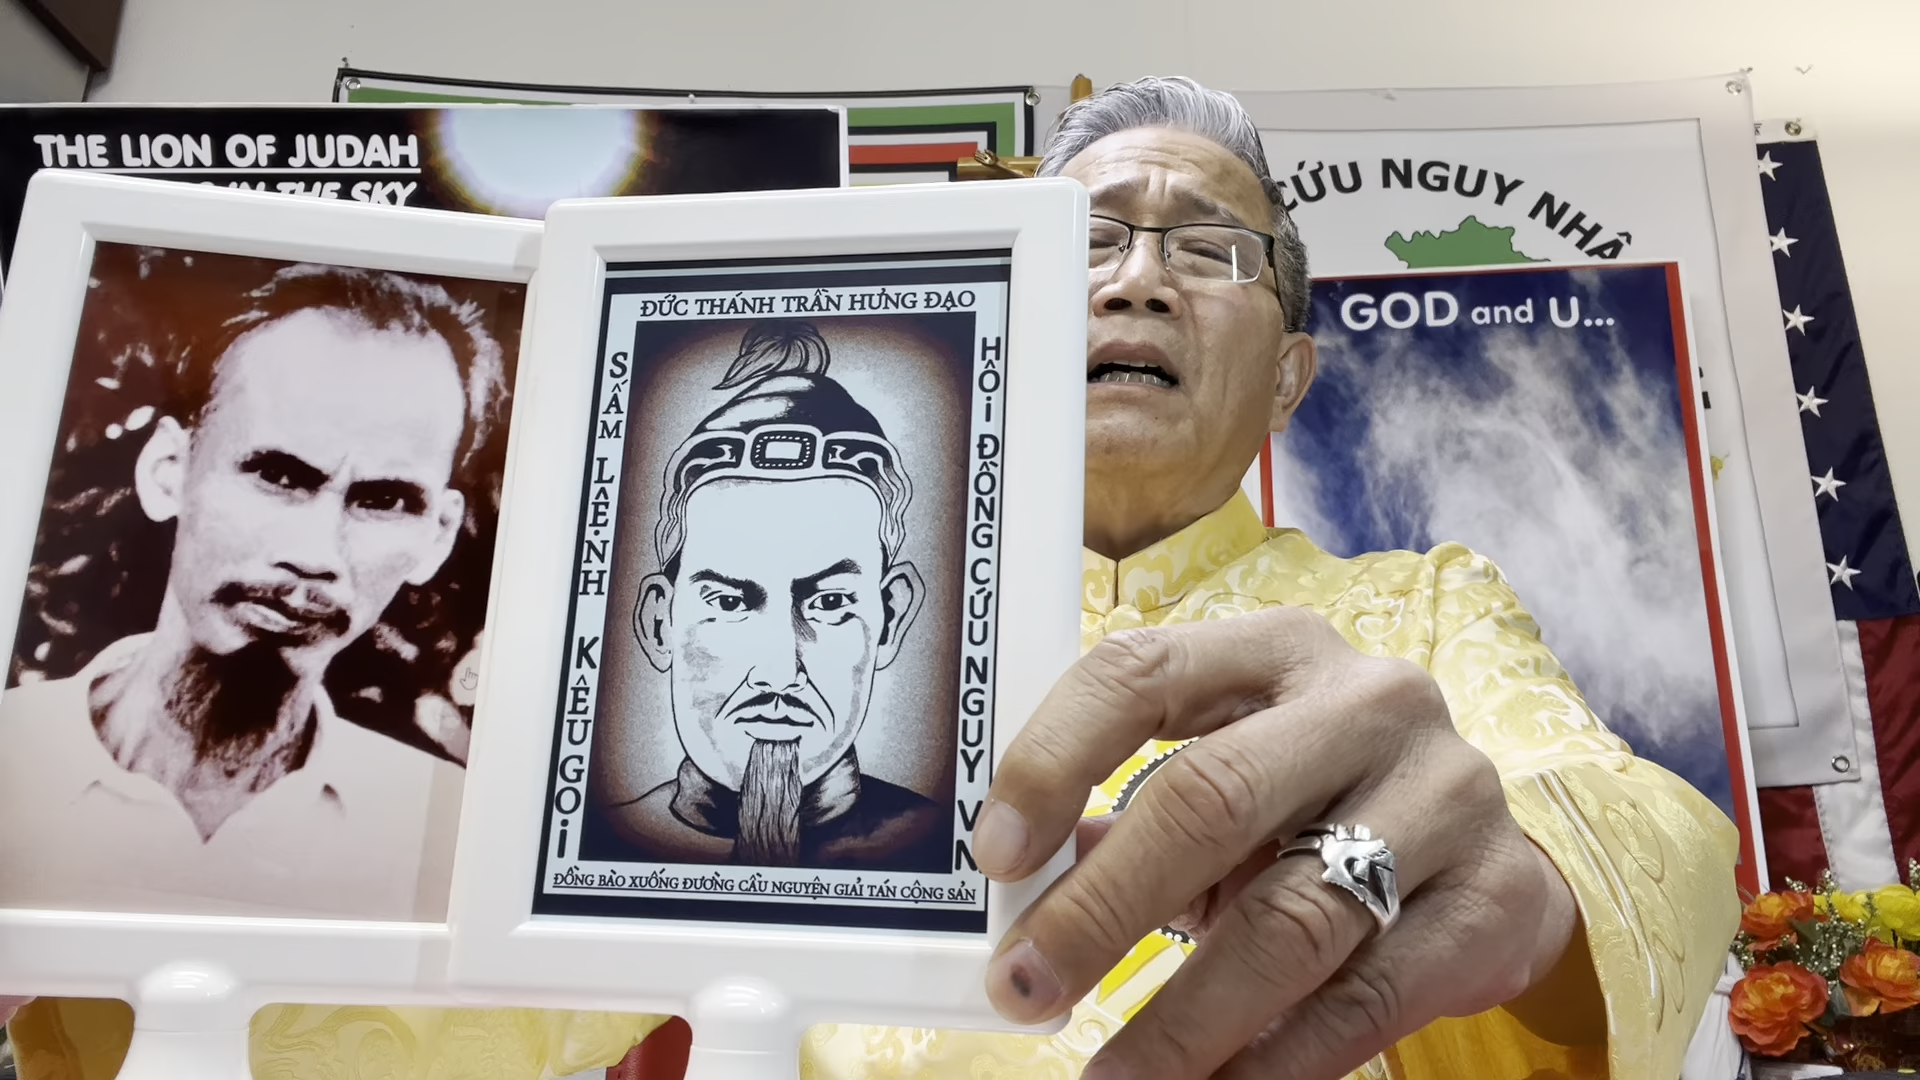 THE LION OF JUDAH
IN THE SKY
CỨU NGUY NHÂ
GOD and U...
ĐỨC THÁNH TRẦN HƯNG ĐẠO
SẤM LỆNH KÊU GỌI
HỘI ĐỒNG CỨU NGUY VN
ĐỒNG BÀO XUỐNG ĐƯỜNG CẦU NGUYỆN GIẢI TÁN CỘNG SẢN